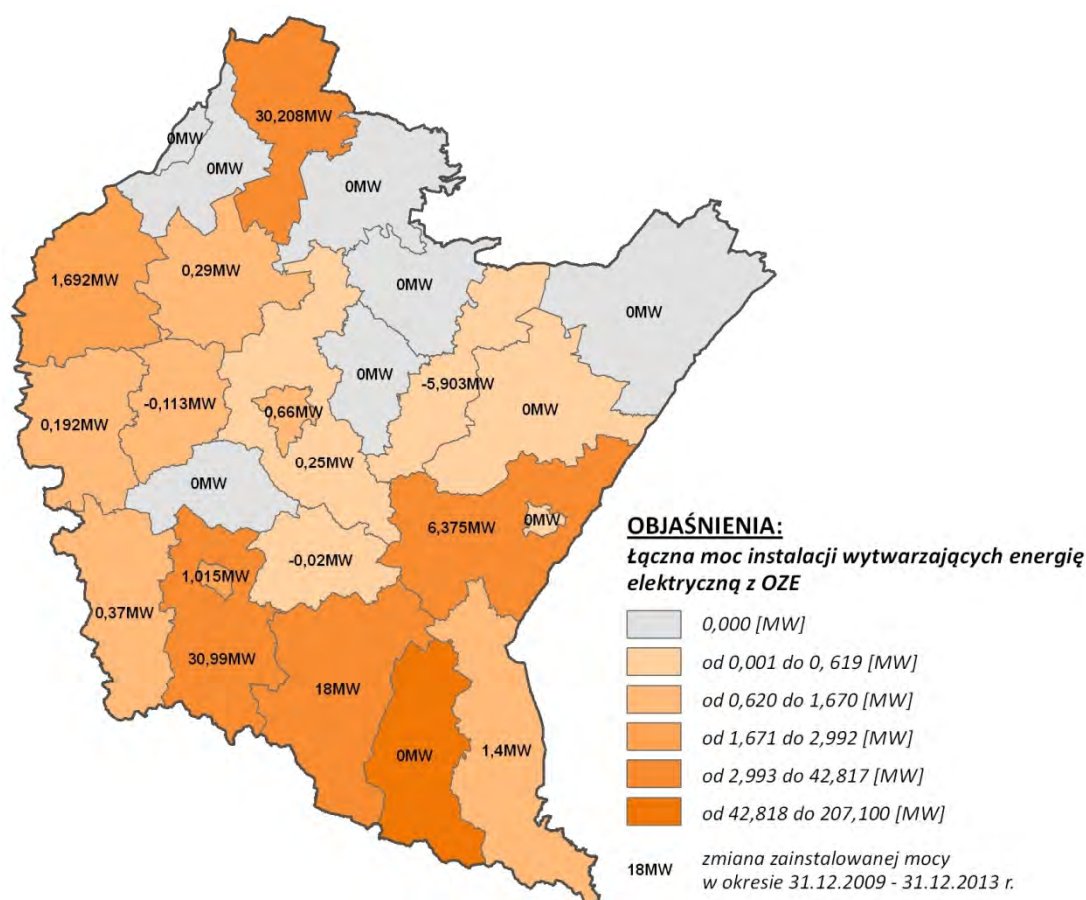 30,208MW
0MW
0MW
0MW
1,692MW
0,29MW
0MW
0MW
0MW
-5,903MW
0,192MW
-0,113MW
0,66MW
0MW
0,25MW
0MW
6,375MW
0MW
-0,02MW
1,015MW
0,37MW
30,99MW
18MW
0MW
1,4MW
OBJAŚNIENIA:
Łączna moc instalacji wytwarzających energię
elektryczną z OZE
0,000 [MW]
od 0,001 do 0, 619 [MW]
od 0,620 do 1,670 [MW]
od 1,671 do 2,992 [MW]
od 2,993 do 42,817 [MW]
od 42,818 do 207,100 [MW]
18MW zmiana zainstalowanej mocy
w okresie 31.12.2009 - 31.12.2013 r.